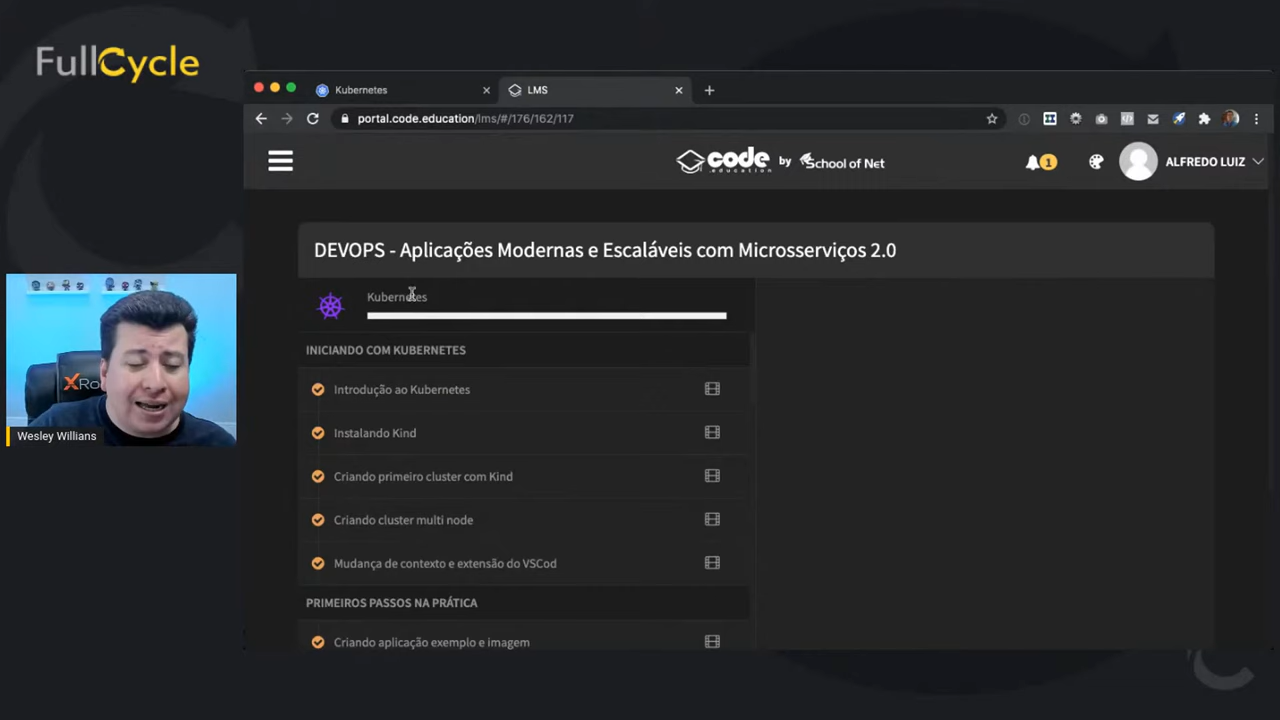 FullCycle
Kubernetes
LMS
portal.code.education/lms/#/176/162/117
code
.education
by
School of Net
1
ALFREDO LUIZ
DEVOPS - Aplicações Modernas e Escaláveis com Microsserviços 2.0
Kubernetes
INICIANDO COM KUBERNETES
Introdução ao Kubernetes
Instalando Kind
Criando primeiro cluster com Kind
Criando cluster multi node
Mudança de contexto e extensão do VSCod
PRIMEIROS PASSOS NA PRÁTICA
Criando aplicação exemplo e imagem
Wesley Willians